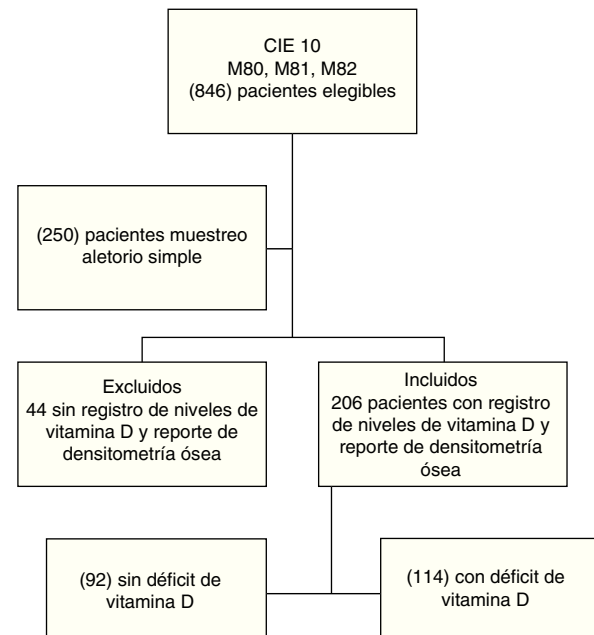 CIE 10
M80, M81, M82
(846) pacientes elegibles
(250) pacientes muestreo
aletorio simple
Excluidos
44 sin registro de niveles de
vitamina D y reporte de
densitometría ósea
Incluidos
206 pacientes con registro
de niveles de vitamina D y
reporte de densitometría
ósea
(92) sin déficit de
vitamina D
(114) con déficit de
vitamina D